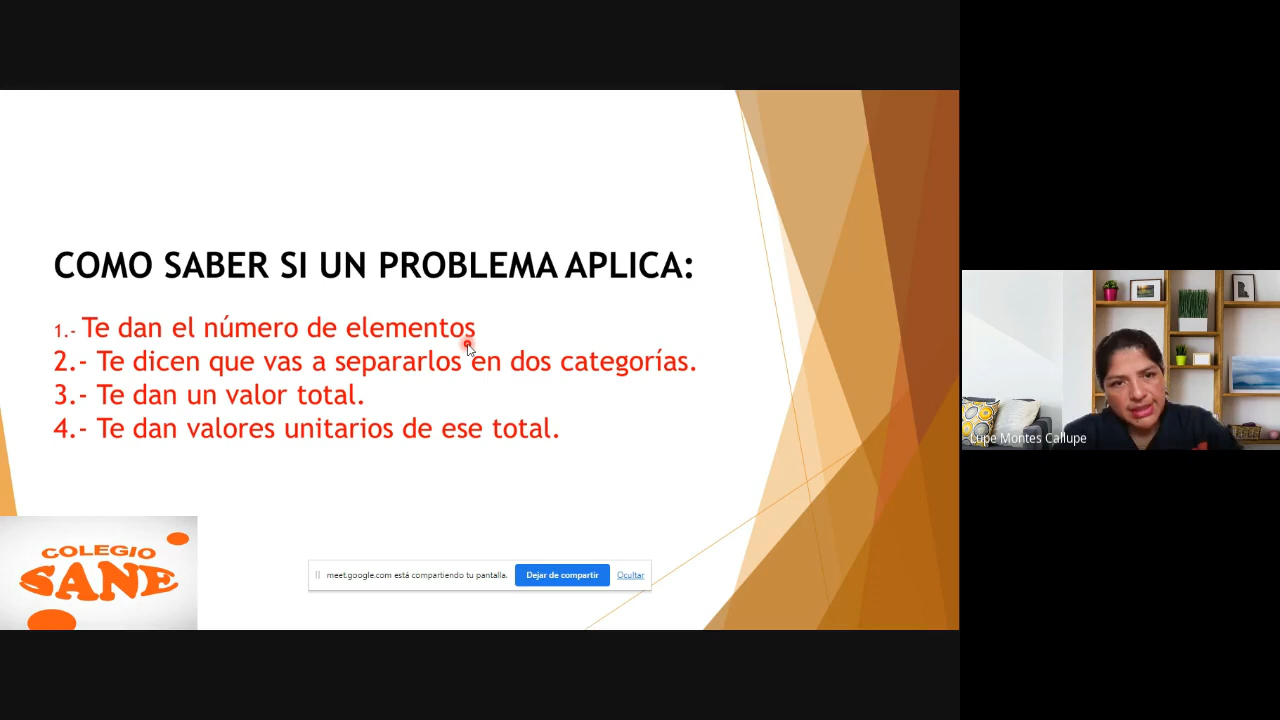 COMO SABER SI UN PROBLEMA APLICA:
1.- Te dan el número de elementos
2.- Te dicen que vas a separarlos en dos categorías.
3.- Te dan un valor total.
4.- Te dan valores unitarios de ese total.
Lupe Montes Callupe
COLEGIO
SANE
meet.google.com está compartiendo tu pantalla.
Dejar de compartir
Ocultar